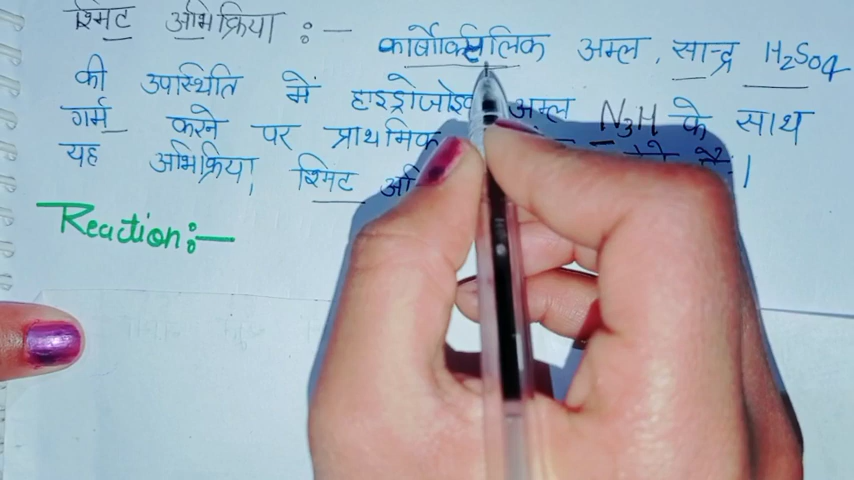 श्मिट अभिक्रिया :-
कार्बोक्सिलिक अम्ल, सान्द्र H₂SO₄
की उपस्थिति में हाइड्रोजोइक अम्ल N₃H के साथ
गर्म करने पर प्राथमिक
यह अभिक्रिया, श्मिट है।
Reaction:-